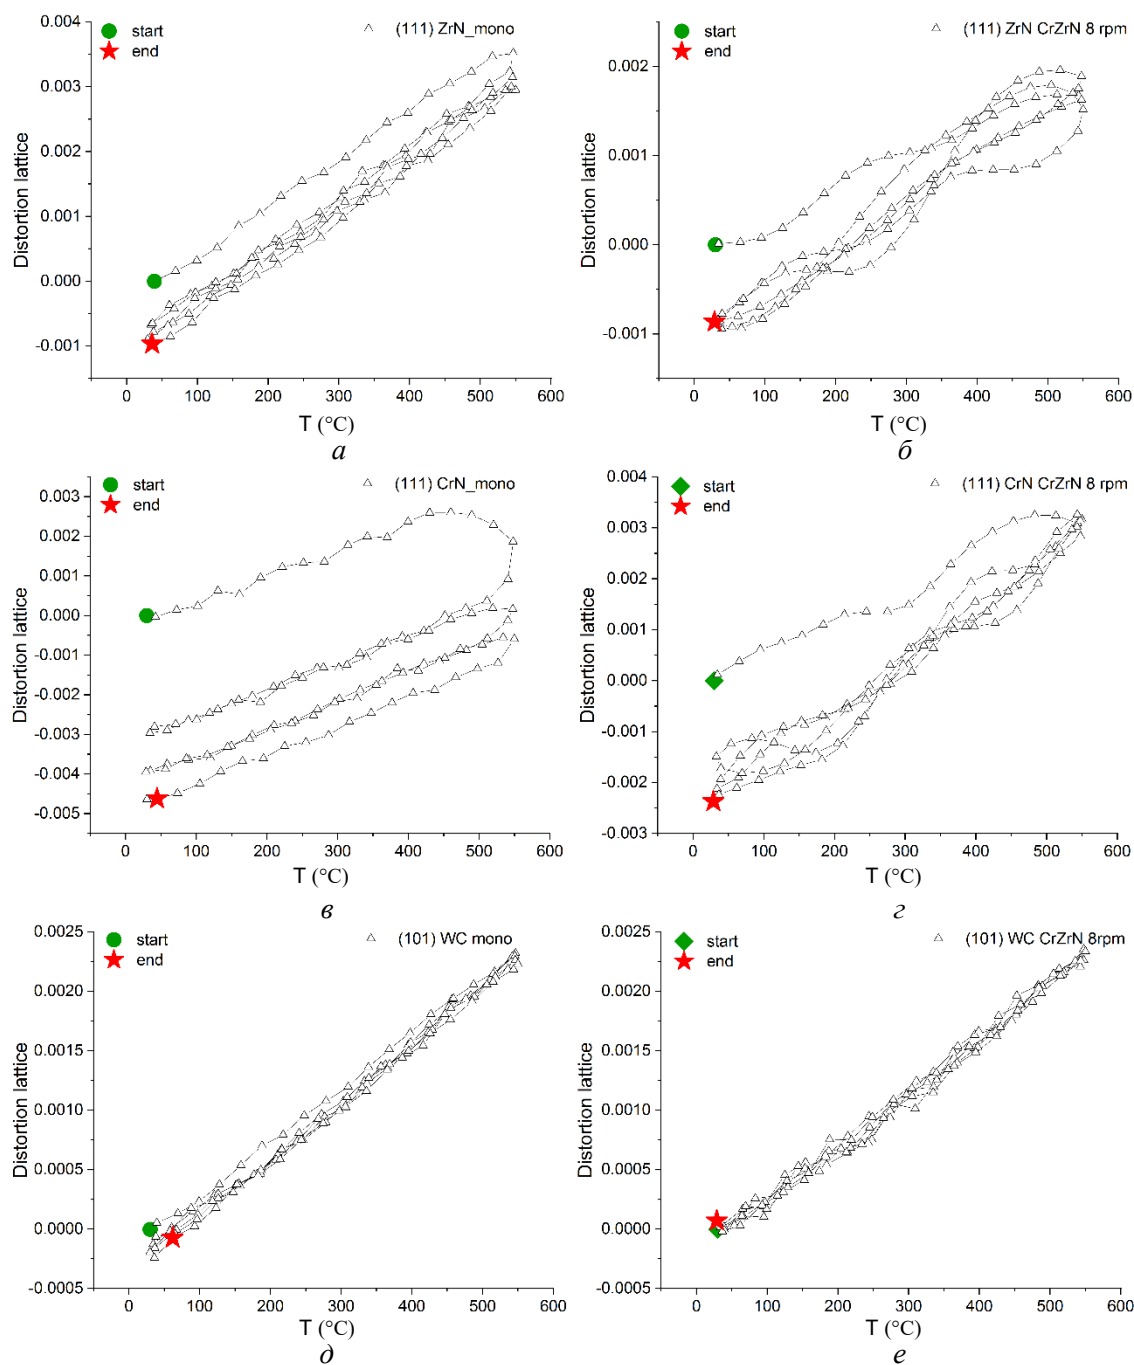 start
end
(111) ZrN_mono
0.004
0.003
0.002
0.001
0.000
-0.001
Distortion lattice
0
100
200
300
400
500
600
T (°C)
а
start
end
(111) ZrN CrZrN 8 rpm
0.002
0.001
0.000
-0.001
Distortion lattice
0
100
200
300
400
500
600
T (°C)
б
start
end
(111) CrN_mono
0.003
0.002
0.001
0.000
-0.001
-0.002
-0.003
-0.004
-0.005
Distortion lattice
0
100
200
300
400
500
600
T (°C)
в
start
end
(111) CrN CrZrN 8 rpm
0.004
0.003
0.002
0.001
0.000
-0.001
-0.002
-0.003
Distortion lattice
0
100
200
300
400
500
600
T (°C)
г
start
end
(101) WC mono
0.0025
0.0020
0.0015
0.0010
0.0005
0.0000
-0.0005
Distortion lattice
0
100
200
300
400
500
600
T (°C)
д
start
end
(101) WC CrZrN 8rpm
0.0025
0.0020
0.0015
0.0010
0.0005
0.0000
-0.0005
Distortion lattice
0
100
200
300
400
500
600
T (°C)
е